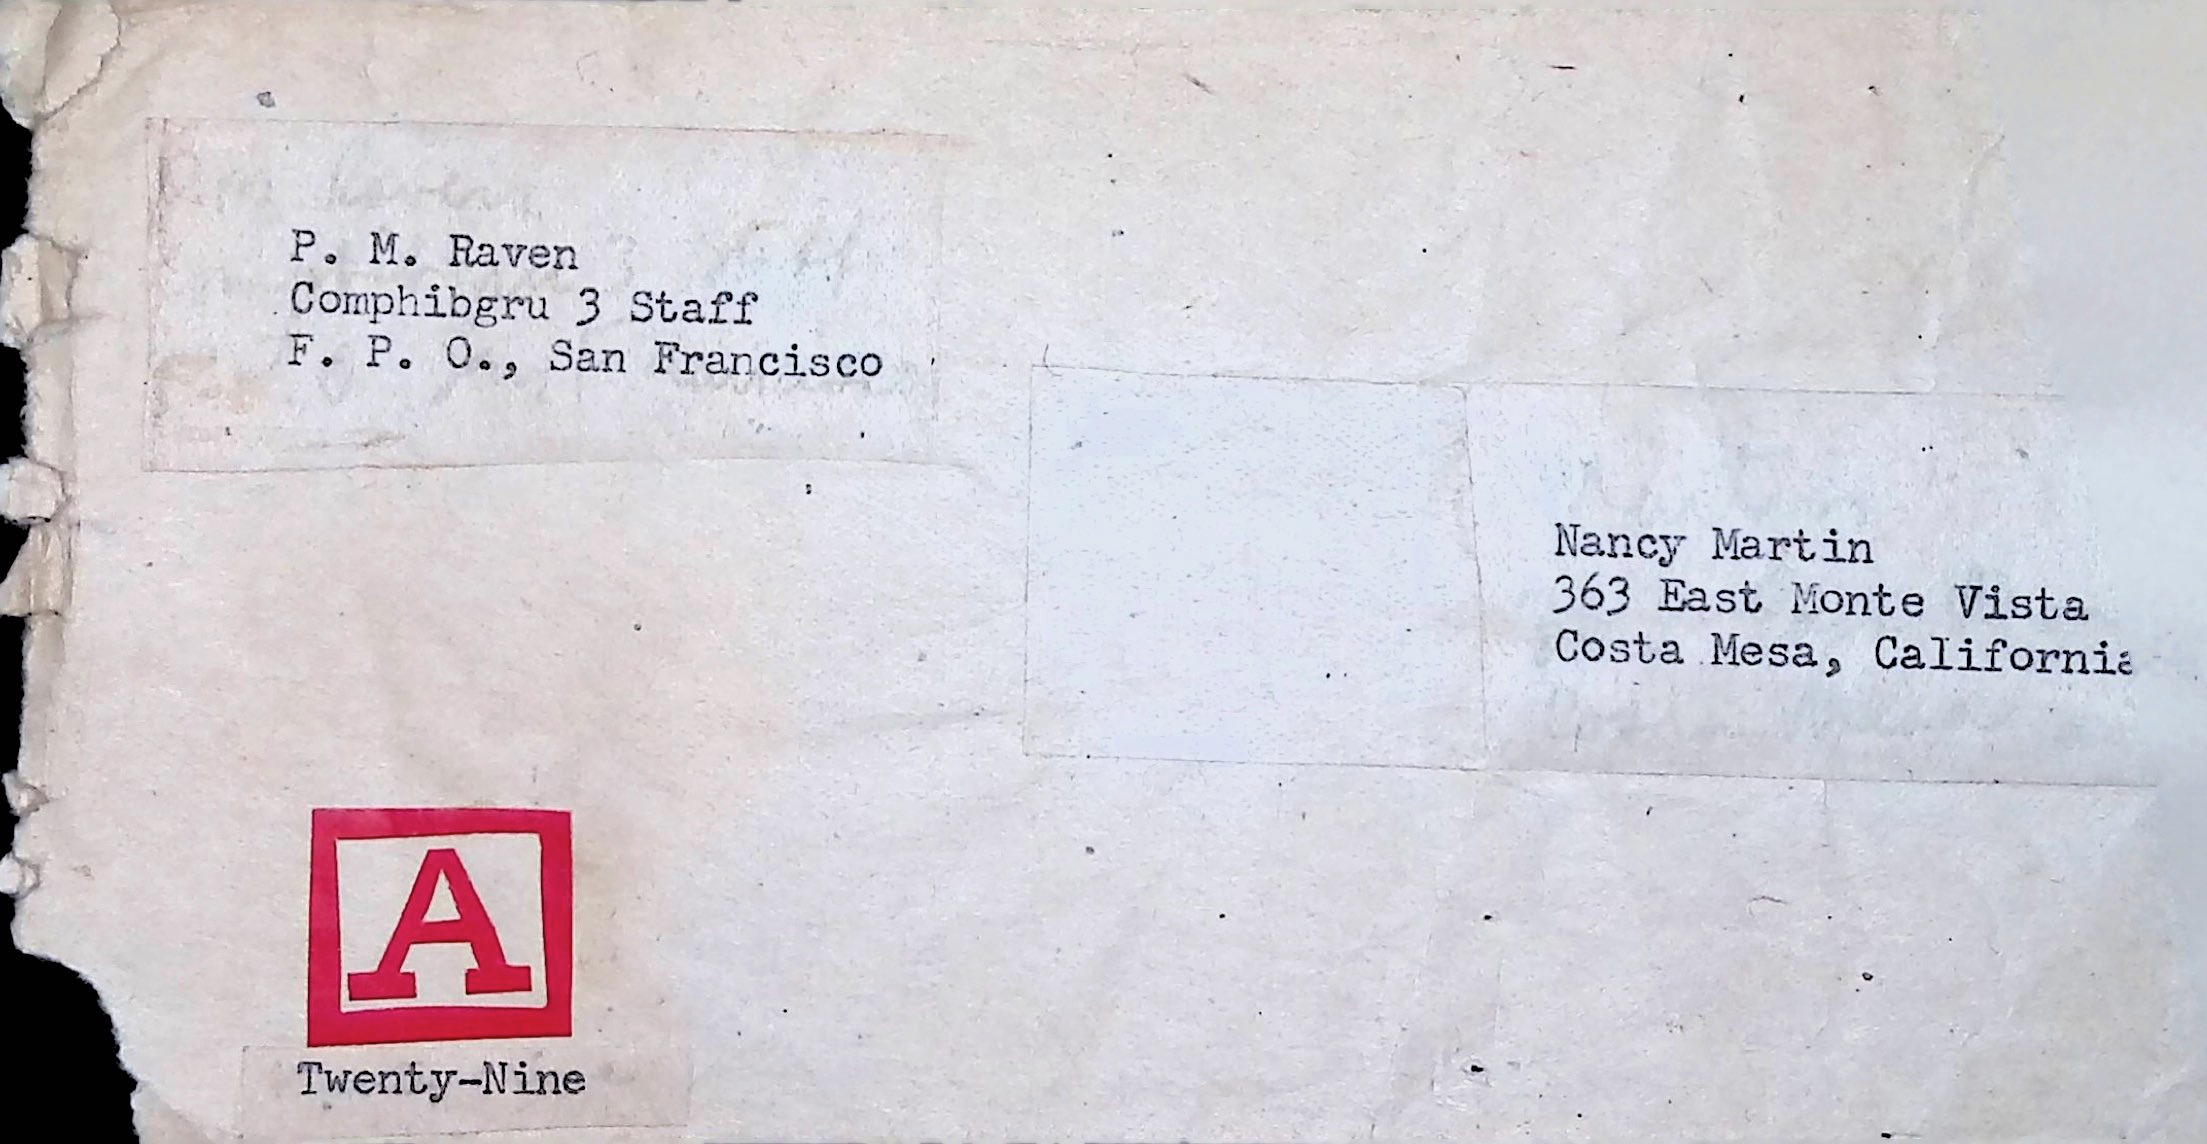 P. M. Raven
Comphibgru 3 Staff
F. P. O., San Francisco
Nancy Martin
363 East Monte Vista
Costa Mesa, California
A
Twenty-Nine